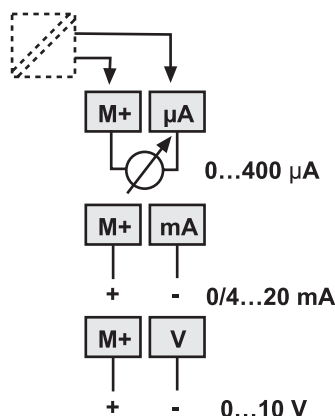 M+ µA
0...400 µA
M+ mA
+ - 0/4...20 mA
M+ V
+ - 0...10 V